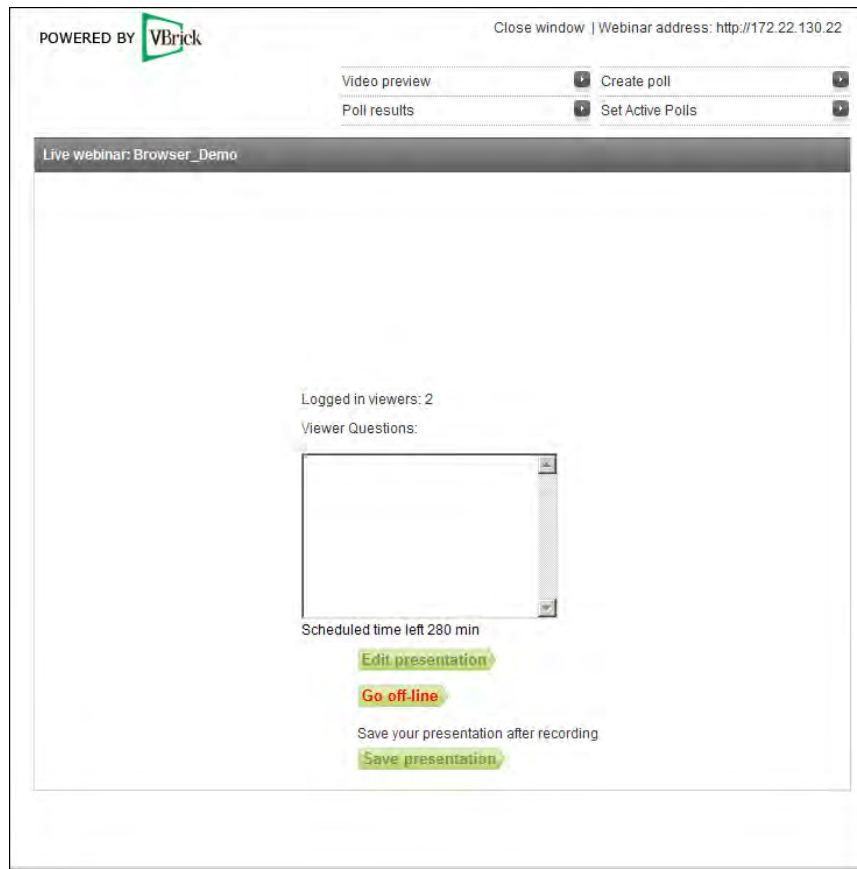 POWERED BY VBrick
Close window | Webinar address: http://172.22.130.22
Video preview Create poll
Poll results Set Active Polls
Live webinar: Browser_Demo
Logged in viewers: 2
Viewer Questions:
Scheduled time left 280 min
Edit presentation
Go off-line
Save your presentation after recording
Save presentation